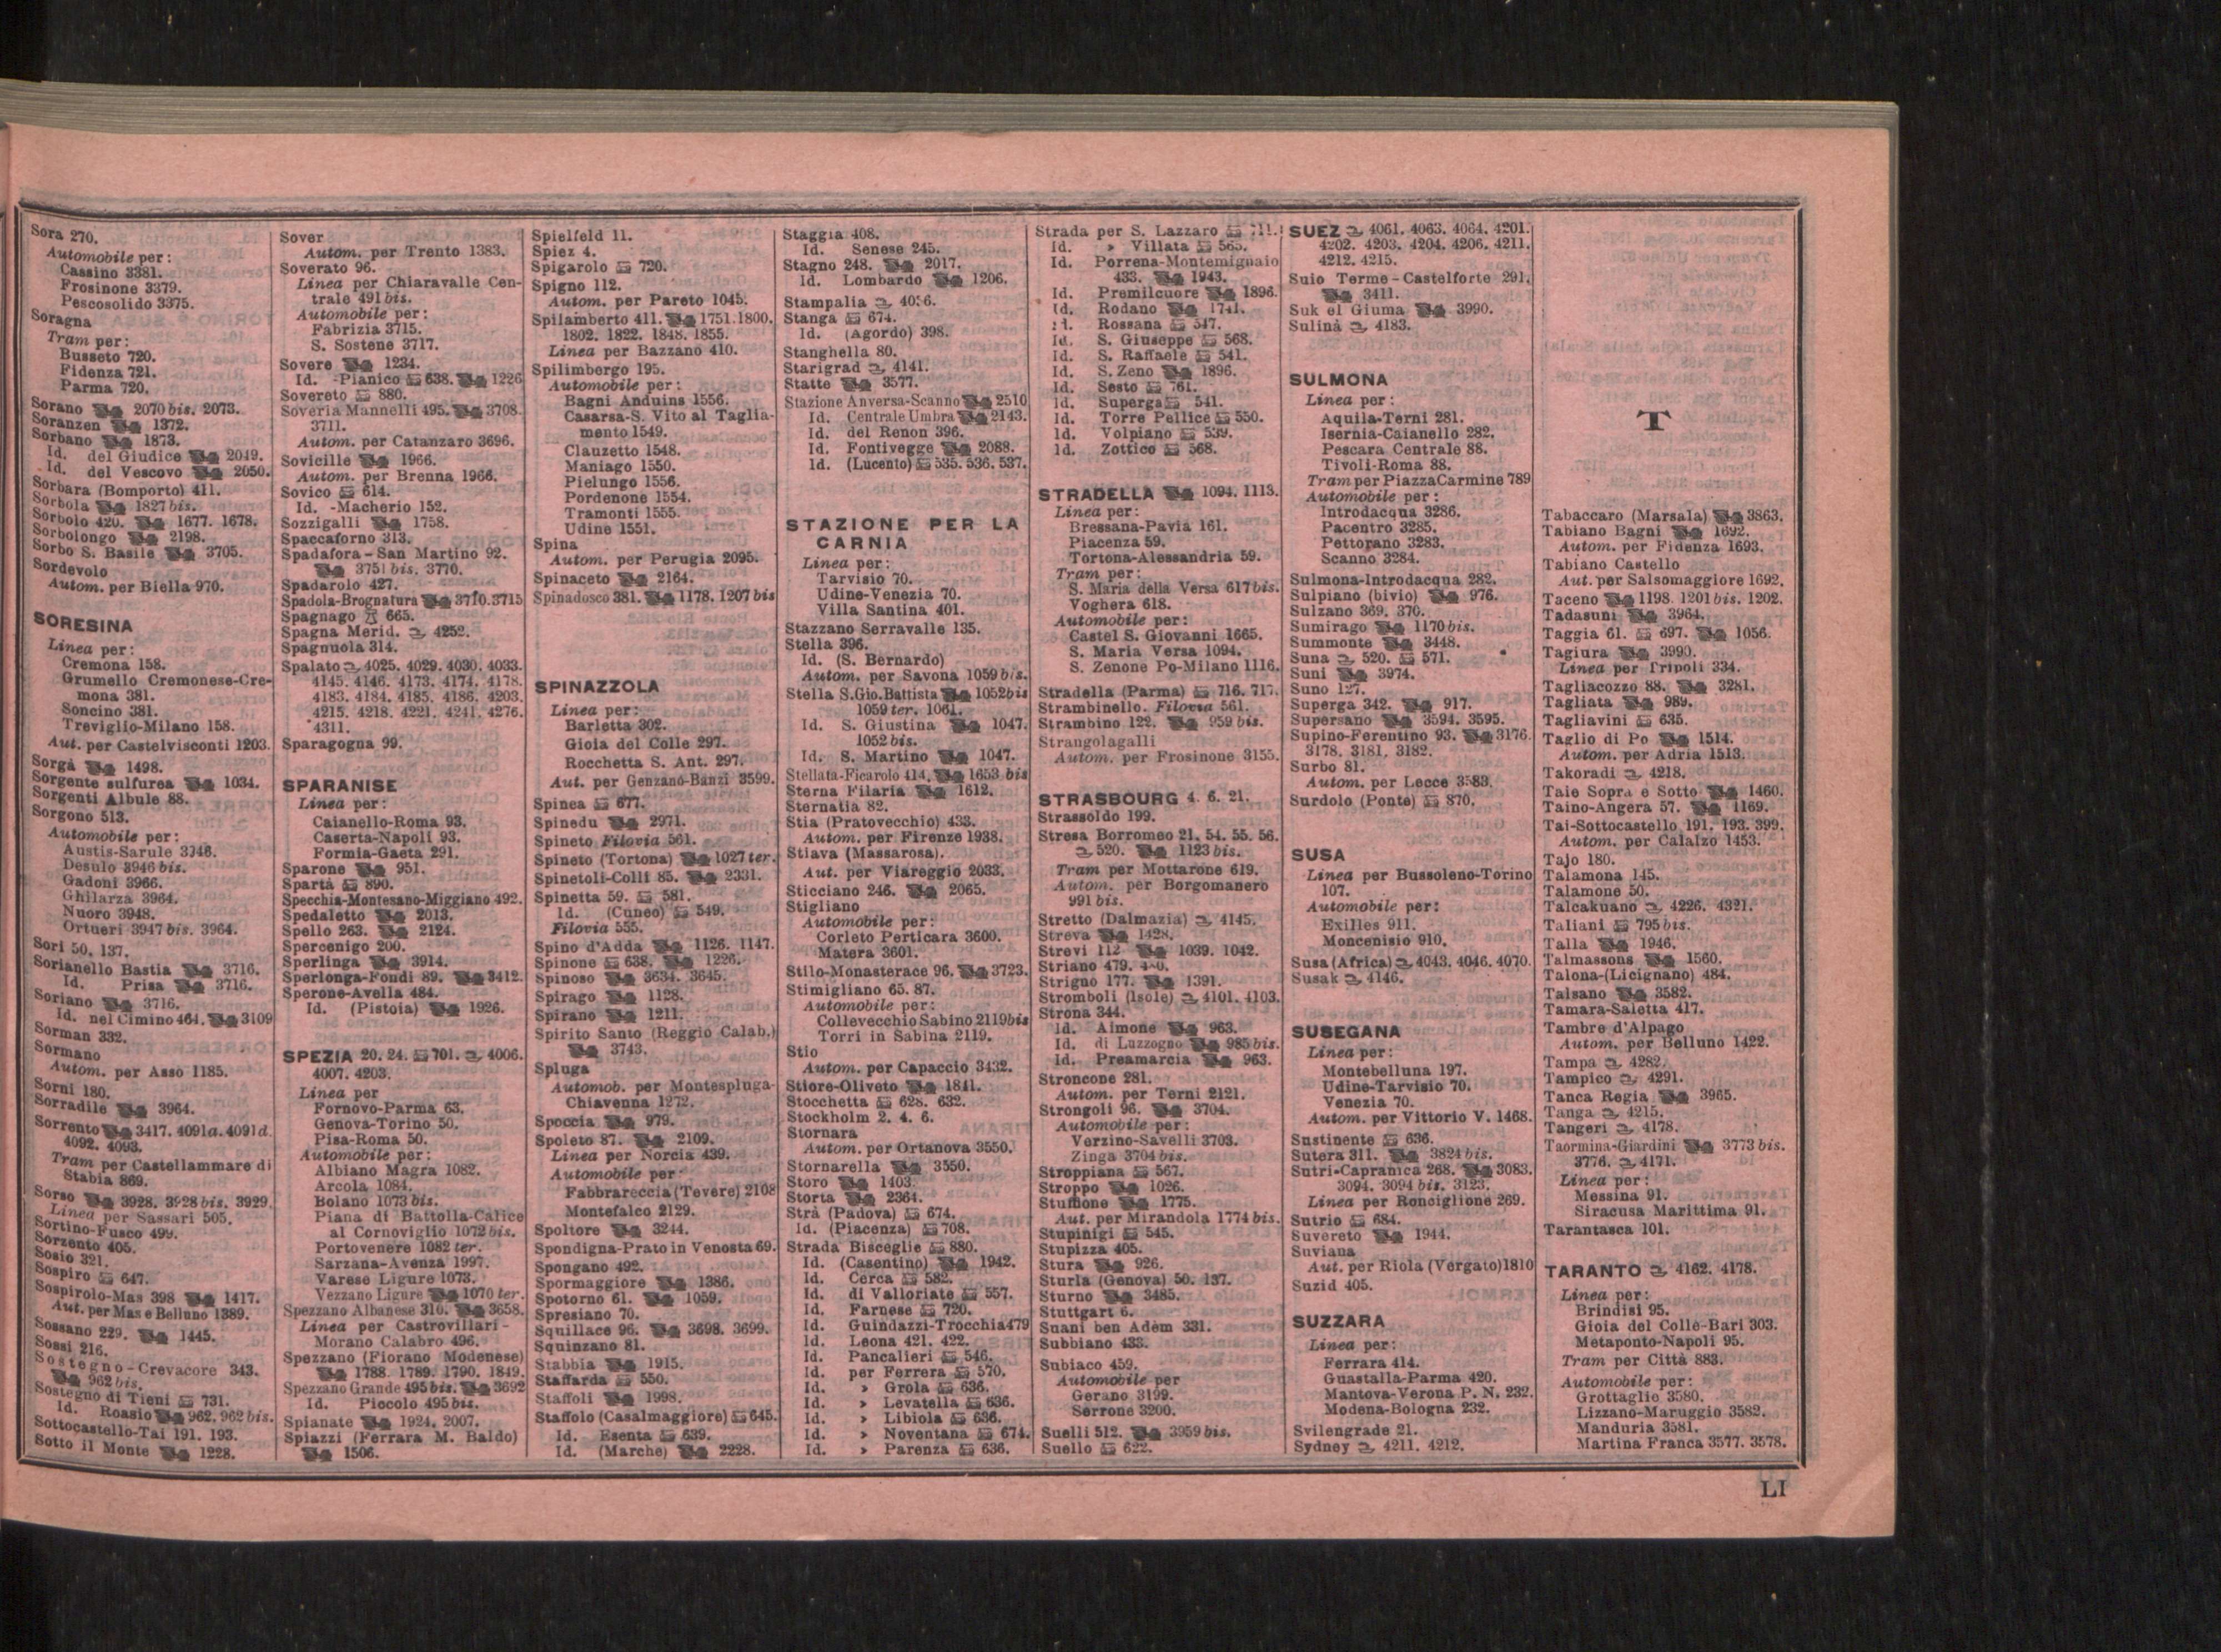 Sora 270.
Automobile per:
Cassino 3381.
Frosinone 3379.
Pescosolido 3375.
Soragna
Tram per:
Busseto 720.
Fidenza 721.
Parma 720.
Sorano 2070 bis. 2073.
Soranzen 1372.
Sorbano 1873.
Id. del Giudice 2049.
Id. del Vescovo 2050.
Sorbara (Bomporto) 411.
Sorbola 1827 bis.
Sorbolo 420. 1677. 1678.
Sorbolongo 2198.
Sorbo S. Basile 3705.
Sordevolo
Autom. per Biella 970.
SORESINA
Linea per:
Cremona 158.
Grumello Cremonese-Cre-
mona 381.
Soncino 381.
Treviglio-Milano 158.
Aut. per Castelvisconti 1203.
Sorgà 1498.
Sorgente sulfurea 1034.
Sorgenti Albule 88.
Sorgono 513.
Automobile per:
Austis-Sarule 3946.
Desulo 3946 bis.
Gadoni 3966.
Ghilarza 3964.
Nuoro 3948.
Ortueri 3947 bis. 3964.
Sori 50. 137.
Sorianello Bastia 3716.
Id. Prisa 3716.
Soriano 3716.
Id. nel Cimino 464. 3109
Sorman 332.
Sormano
Autom. per Asso 1185.
Sorni 180.
Sorradile 3964.
Sorrento 3417. 4091a. 4091d.
4092. 4093.
Tram per Castellammare di
Stabia 869.
Sorso 3928. 3928 bis. 3929.
Linea per Sassari 505.
Sortino-Fusco 499.
Sorzento 405.
Sosio 321.
Sospiro 647.
Sospirolo-Mas 398 1417.
Aut. per Mas e Belluno 1389.
Sossano 229. 1445.
Sossi 216.
Sostegno-Crevacore 343.
962 bis.
Sostegno di Tieni 731.
Id. Roasio 962. 962 bis.
Sottocastello-Tai 191. 193.
Sotto il Monte 1228.
Sover
Autom. per Trento 1383.
Soverato 96.
Linea per Chiaravalle Cen-
trale 491 bis.
Automobile per:
Fabrizia 3715.
S. Sostene 3717.
Sovere 1234.
Id. -Pianico 638. 1226
Sovereto 880.
Soveria Mannelli 495. 3708.
3711.
Autom. per Catanzaro 3696.
Sovicille 1966.
Autom. per Brenna 1966.
Sovico 614.
Id. -Macherio 152.
Sozzigalli 1758.
Spaccaforno 313.
Spadafora-San Martino 92.
3751 bis. 3770.
Spadarolo 427.
Spadola-Brognatura 3710. 3715
Spagnago 665.
Spagna Merid. 4252.
Spagnuola 314.
Spalato 4025. 4029. 4030. 4033.
4145. 4146. 4173. 4174. 4178.
4183. 4184. 4185. 4186. 4203.
4215. 4218. 4221. 4241. 4276.
4311.
Sparagogna 99.
SPARANISE
Linea per:
Caianello-Roma 93.
Caserta-Napoli 93.
Formia-Gaeta 291.
Sparone 951.
Spartà 890.
Specchia-Montesano-Miggiano 492.
Spedaletto 2013.
Spello 263. 2124.
Spercenigo 200.
Sperlinga 3914.
Sperlonga-Fondi 89. 3412.
Sperone-Avella 484.
Id. (Pistoia) 1926.
SPEZIA 20. 24. 701. 4006.
4007. 4203.
Linea per
Fornovo-Parma 63.
Genova-Torino 50.
Pisa-Roma 50.
Automobile per:
Albiano Magra 1082.
Arcola 1084.
Bolano 1073 bis.
Piana di Battolla-Calice
al Cornoviglio 1072 bis.
Portovenere 1082 ter.
Sarzana-Avenza 1997.
Varese Ligure 1073.
Vezzano Ligure 1070 ter.
Spezzano Albanese 310. 3658.
Linea per Castrovillari-
Morano Calabro 496.
Spezzano (Fiorano Modenese)
1788. 1789. 1790. 1849.
Spezzano Grande 495 bis. 3692
Id. Piccolo 495 bis.
Spianate 1924. 2007.
Spiazzi (Ferrara M. Baldo)
1506.
Spielfeld 11.
Spiez 4.
Spigarolo 720.
Spigno 112.
Autom. per Pareto 1045.
Spilamberto 411. 1751. 1800.
1802. 1822. 1848. 1855.
Linea per Bazzano 410.
Spilimbergo 195.
Automobile per:
Bagni Anduins 1556.
Casarsa-S. Vito al Taglia-
mento 1549.
Clauzetto 1548.
Maniago 1550.
Pielungo 1556.
Pordenone 1554.
Tramonti 1555.
Udine 1551.
Spina
Autom. per Perugia 2095.
Spinaceto 2164.
Spinadosco 381. 1178. 1207 bis
SPINAZZOLA
Linea per:
Barletta 302.
Gioia del Colle 297.
Rocchetta S. Ant. 297.
Aut. per Genzano-Banzi 3599.
Spinea 677.
Spinedu 2971.
Spineto Filovia 561.
Spineto (Tortona) 1027 ter.
Spinetoli-Colli 85. 2331.
Spinetta 59. 581.
Id. (Cuneo) 549.
Filovia 555.
Spino d'Adda 1126. 1147.
Spinone 638. 1226.
Spinoso 3634. 3645.
Spirago 1128.
Spirano 1211.
Spirito Santo (Reggio Calab.)
3743.
Spluga
Automob. per Montespluga-
Chiavenna 1272.
Spoccia 979.
Spoleto 87. 2109.
Linea per Norcia 439.
Automobile per
Fabbrareccia (Tevere) 2108
Montefalco 2129.
Spoltore 3244.
Spondigna-Prato in Venosta 69.
Spongano 492.
Spormaggiore 1386.
Spotorno 61. 1059.
Spresiano 70.
Squillace 96. 3698. 3699.
Squinzano 81.
Stabbia 1915.
Staffarda 550.
Staffoli 1998.
Staffolo (Casalmaggiore) 645.
Id. Esenta 639.
Id. (Marche) 2228.
Staggia 408.
Id. Senese 245.
Stagno 248. 2017.
Id. Lombardo 1206.
Stampalia 4056.
Stanga 674.
Id. (Agordo) 398.
Stanghella 80.
Starigrad 4141.
Statte 3577.
Stazione Anversa-Scanno 2510
Id. Centrale Umbra 2143.
Id. del Renon 396.
Id. Fontivegge 2088.
Id. (Lucento) 535. 536. 537.
STAZIONE PER LA
CARNIA
Linea per:
Tarvisio 70.
Udine-Venezia 70.
Villa Santina 401.
Stazzano Serravalle 135.
Stella 396.
Id. (S. Bernardo)
Autom. per Savona 1059 bis.
Stella S. Gio. Battista 1052 bis
1059 ter. 1061.
Id. S. Giustina 1047.
1052 bis.
Id. S. Martino 1047.
Stellata-Ficarolo 414. 1653 bis
Sterna Filaria 1612.
Sternatia 82.
Stia (Pratovecchio) 433.
Autom. per Firenze 1938.
Stiava (Massarosa).
Aut. per Viareggio 2033.
Sticciano 246. 2065.
Stigliano
Automobile per:
Corleto Perticara 3600.
Matera 3601.
Stilo-Monasterace 96. 3723.
Stimigliano 65. 87.
Automobile per:
Collevecchio Sabino 2119 bis
Torri in Sabina 2119.
Stio
Autom. per Capaccio 3432.
Stiore-Oliveto 1841.
Stocchetta 628. 632.
Stockholm 2. 4. 6.
Stornara
Autom. per Ortanova 3550.
Stornarella 3550.
Storo 1403.
Storta 2364.
Strà (Padova) 674.
Id. (Piacenza) 708.
Strada Bisceglie 880.
Id. (Casentino) 1942.
Id. Cerca 582.
Id. di Valloriate 557.
Id. Farnese 720.
Id. Guindazzi-Trocchia 479
Id. Leona 421. 422.
Id. Pancalieri 546.
Id. per Ferrera 570.
Id. » Grola 636.
Id. » Levatella 636.
Id. » Libiola 636.
Id. » Noventana 674.
Id. » Parenza 636.
Strada per S. Lazzaro 711.
Id. » Villata 565.
Id. Porrena-Montemignaio
433. 1943.
Id. Premilcuore 1896.
Id. Rodano 1741.
Id. Rossana 547.
Id. S. Giuseppe 568.
Id. S. Raffaele 541.
Id. S. Zeno 1896.
Id. Sesto 761.
Id. Superga 541.
Id. Torre Pellice 550.
Id. Volpiano 539.
Id. Zottico 568.
STRADELLA 1094. 1113.
Linea per:
Bressana-Pavia 161.
Piacenza 59.
Tortona-Alessandria 59.
Tram per:
S. Maria della Versa 617 bis.
Voghera 618.
Automobile per:
Castel S. Giovanni 1665.
S. Maria Versa 1094.
S. Zenone Po-Milano 1116.
Stradella (Parma) 716. 717.
Strambinello. Filovia 561.
Strambino 122. 959 bis.
Strangolagalli
Autom. per Frosinone 3155.
STRASBOURG 4. 6. 21.
Strassoldo 199.
Stresa Borromeo 21. 54. 55. 56.
520. 1123 bis.
Tram per Mottarone 619.
Autom. per Borgomanero
991 bis.
Stretto (Dalmazia) 4145.
Streva 1428.
Strevi 112 1039. 1042.
Striano 479. 480.
Strigno 177. 1391.
Stromboli (Isole) 4101. 4103.
Strona 344.
Id. Aimone 963.
Id. di Luzzogno 985 bis.
Id. Preamarcia 963.
Stroncone 281.
Autom. per Terni 2121.
Strongoli 96. 3704.
Automobile per:
Verzino-Savelli 3703.
Zinga 3704 bis.
Stroppiana 567.
Stroppo 1026.
Stuffione 1775.
Aut. per Mirandola 1774 bis.
Stupinigi 545.
Stupizza 405.
Stura 926.
Sturla (Genova) 50. 137.
Sturno 3485.
Stuttgart 6.
Suani ben Adèm 331.
Subbiano 433.
Subiaco 459.
Automobile per
Gerano 3199.
Serrone 3200.
Suelli 512. 3959 bis.
Suello 622.
SUEZ 4061. 4063. 4064. 4201.
4202. 4203. 4204. 4206. 4211.
4212. 4215.
Suio Terme-Castelforte 291.
3411.
Suk el Giuma 3990.
Sulinà 4183.
SULMONA
Linea per:
Aquila-Terni 281.
Isernia-Caianello 282.
Pescara Centrale 88.
Tivoli-Roma 88.
Tram per Piazza Carmine 789
Automobile per:
Introdacqua 3286.
Pacentro 3285.
Pettorano 3283.
Scanno 3284.
Sulmona-Introdacqua 282.
Sulpiano (bivio) 976.
Sulzano 369. 370.
Sumirago 1170 bis.
Summonte 3448.
Suna 520. 571.
Suni 3974.
Suno 127.
Superga 342. 917.
Supersano 3594. 3595.
Supino-Ferentino 93. 3176.
3178. 3181. 3182.
Surbo 81.
Autom. per Lecce 3583.
Surdolo (Ponte) 870.
SUSA
Linea per Bussoleno-Torino
107.
Automobile per:
Exilles 911.
Moncenisio 910.
Susa (Africa) 4043. 4046. 4070.
Susak 4146.
SUSEGANA
Linea per:
Montebelluna 197.
Udine-Tarvisio 70.
Venezia 70.
Autom. per Vittorio V. 1468.
Sustinente 636.
Sutera 311. 3824 bis.
Sutri-Capranica 268. 3083.
3094. 3094 bis. 3123.
Linea per Ronciglione 269.
Sutrio 684.
Suvereto 1944.
Suviana
Aut. per Riola (Vergato) 1810
Suzid 405.
SUZZARA
Linea per:
Ferrara 414.
Guastalla-Parma 420.
Mantova-Verona P. N. 232.
Modena-Bologna 232.
Svilengrade 21.
Sydney 4211. 4212.
T
Tabaccaro (Marsala) 3863.
Tabiano Bagni 1692.
Autom. per Fidenza 1693.
Tabiano Castello
Aut. per Salsomaggiore 1692.
Taceno 1198. 1201 bis. 1202.
Tadasuni 3964.
Taggia 61. 697. 1056.
Tagiura 3990.
Linea per Tripoli 334.
Tagliacozzo 88. 3281.
Tagliata 989.
Tagliavini 635.
Taglio di Po 1514.
Autom. per Adria 1513.
Takoradi 4218.
Taie Sopra e Sotto 1460.
Taino-Angera 57. 1169.
Tai-Sottocastello 191. 193. 399.
Autom. per Calalzo 1453.
Tajo 180.
Talamona 145.
Talamone 50.
Talcakuano 4226. 4321.
Taliani 795 bis.
Talla 1946.
Talmassons 1560.
Talona-(Licignano) 484.
Talsano 3582.
Tamara-Saletta 417.
Tambre d'Alpago
Autom. per Belluno 1422.
Tampa 4282.
Tampico 4291.
Tanca Regia 3965.
Tanga 4215.
Tangeri 4178.
Taormina-Giardini 3773 bis.
3776. 4171.
Linea per:
Messina 91.
Siracusa Marittima 91.
Tarantasca 101.
TARANTO 4162. 4178.
Linea per:
Brindisi 95.
Gioia del Colle-Bari 303.
Metaponto-Napoli 95.
Tram per Città 883.
Automobile per:
Grottaglie 3580.
Lizzano-Maruggio 3582.
Manduria 3581.
Martina Franca 3577. 3578.
LI